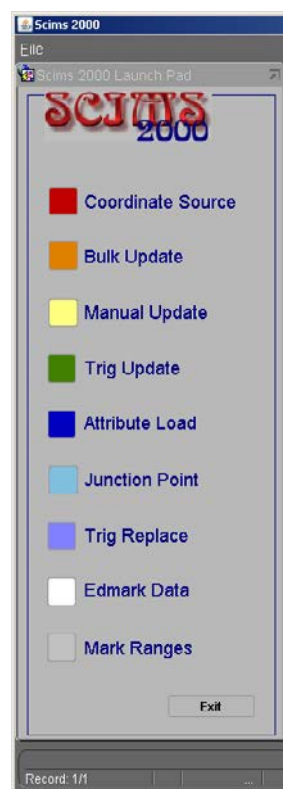 Scims 2000
File
Scims 2000 Launch Pad
SCIMS
2000
Coordinate Source
Bulk Update
Manual Update
Trig Update
Attribute Load
Junction Point
Trig Replace
Edmark Data
Mark Ranges
Exit
Record: 1/1
...